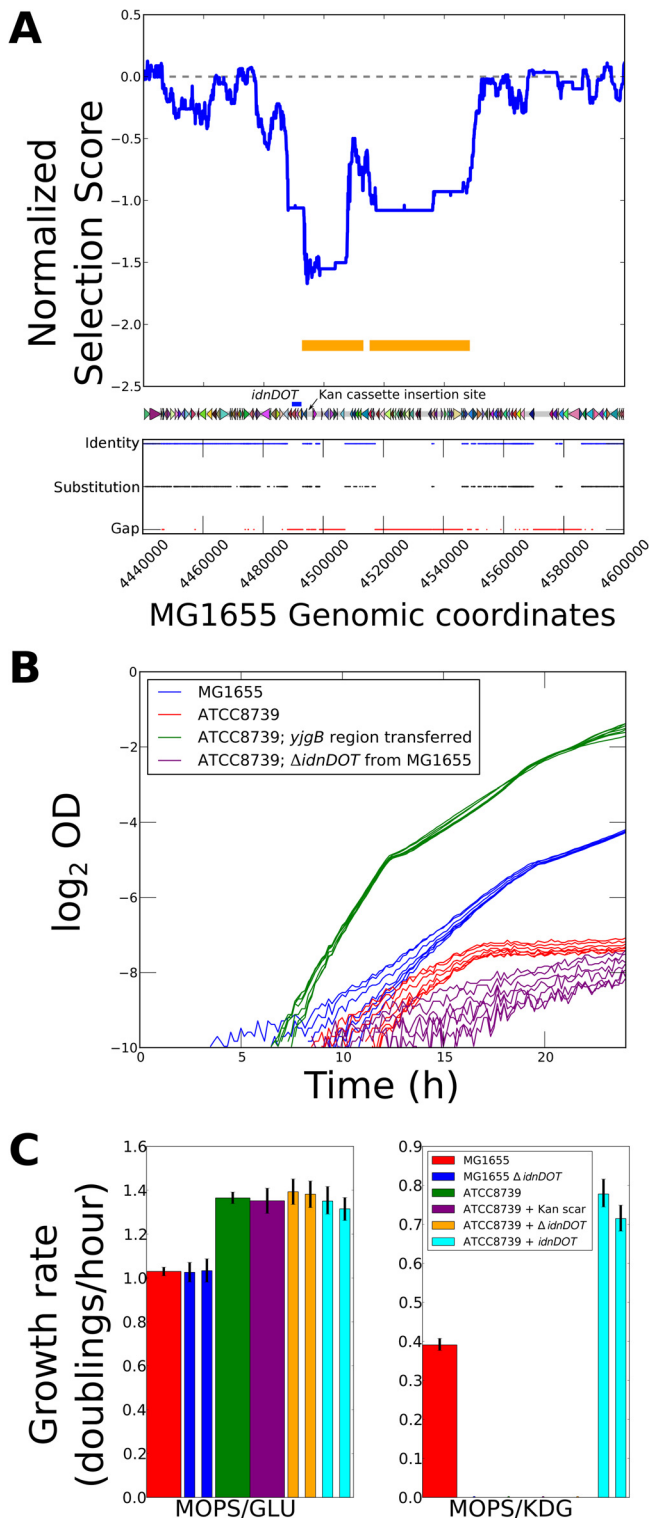 A
0.5
0.0
−0.5
−1.0
−1.5
−2.0
−2.5
Normalized
Selection Score
idnDOT
Kan cassette insertion site
Identity
Substitution
Gap
4440000
4460000
4480000
4500000
4520000
4540000
4560000
4580000
4600000
MG1655 Genomic coordinates
B
0
−2
−4
−6
−8
−10
log2 OD
MG1655
ATCC8739
ATCC8739; yjgB region transferred
ATCC8739; ΔidnDOT from MG1655
0
5
10
15
20
Time (h)
C
Growth rate
(doublings/hour)
1.6
1.4
1.2
1.0
0.8
0.6
0.4
0.2
0.0
MOPS/GLU
0.9
0.8
0.7
0.6
0.5
0.4
0.3
0.2
0.1
0.0
MG1655
MG1655 Δ idnDOT
ATCC8739
ATCC8739 + Kan scar
ATCC8739 + Δ idnDOT
ATCC8739 + idnDOT
MOPS/KDG